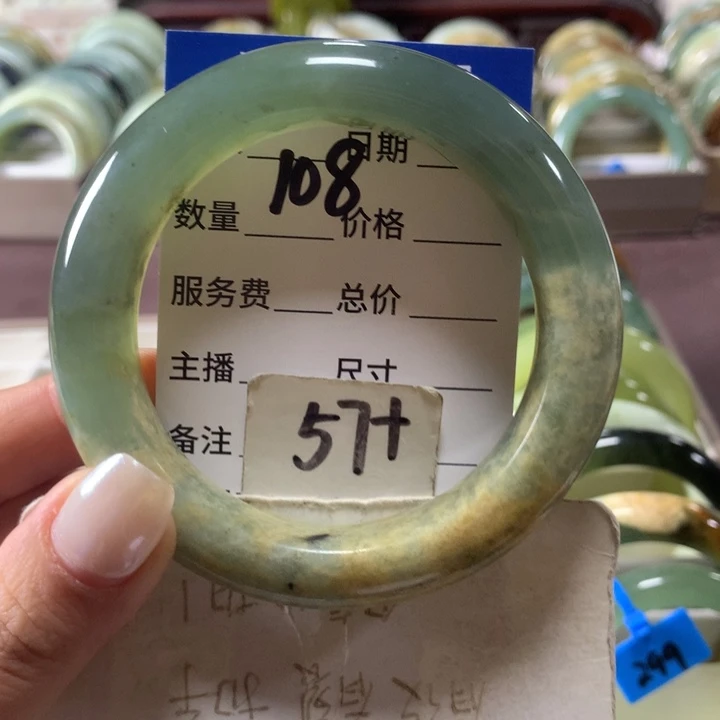 日期
108
数量 价格
服务费 总价
主播 尺寸
备注
57+
299